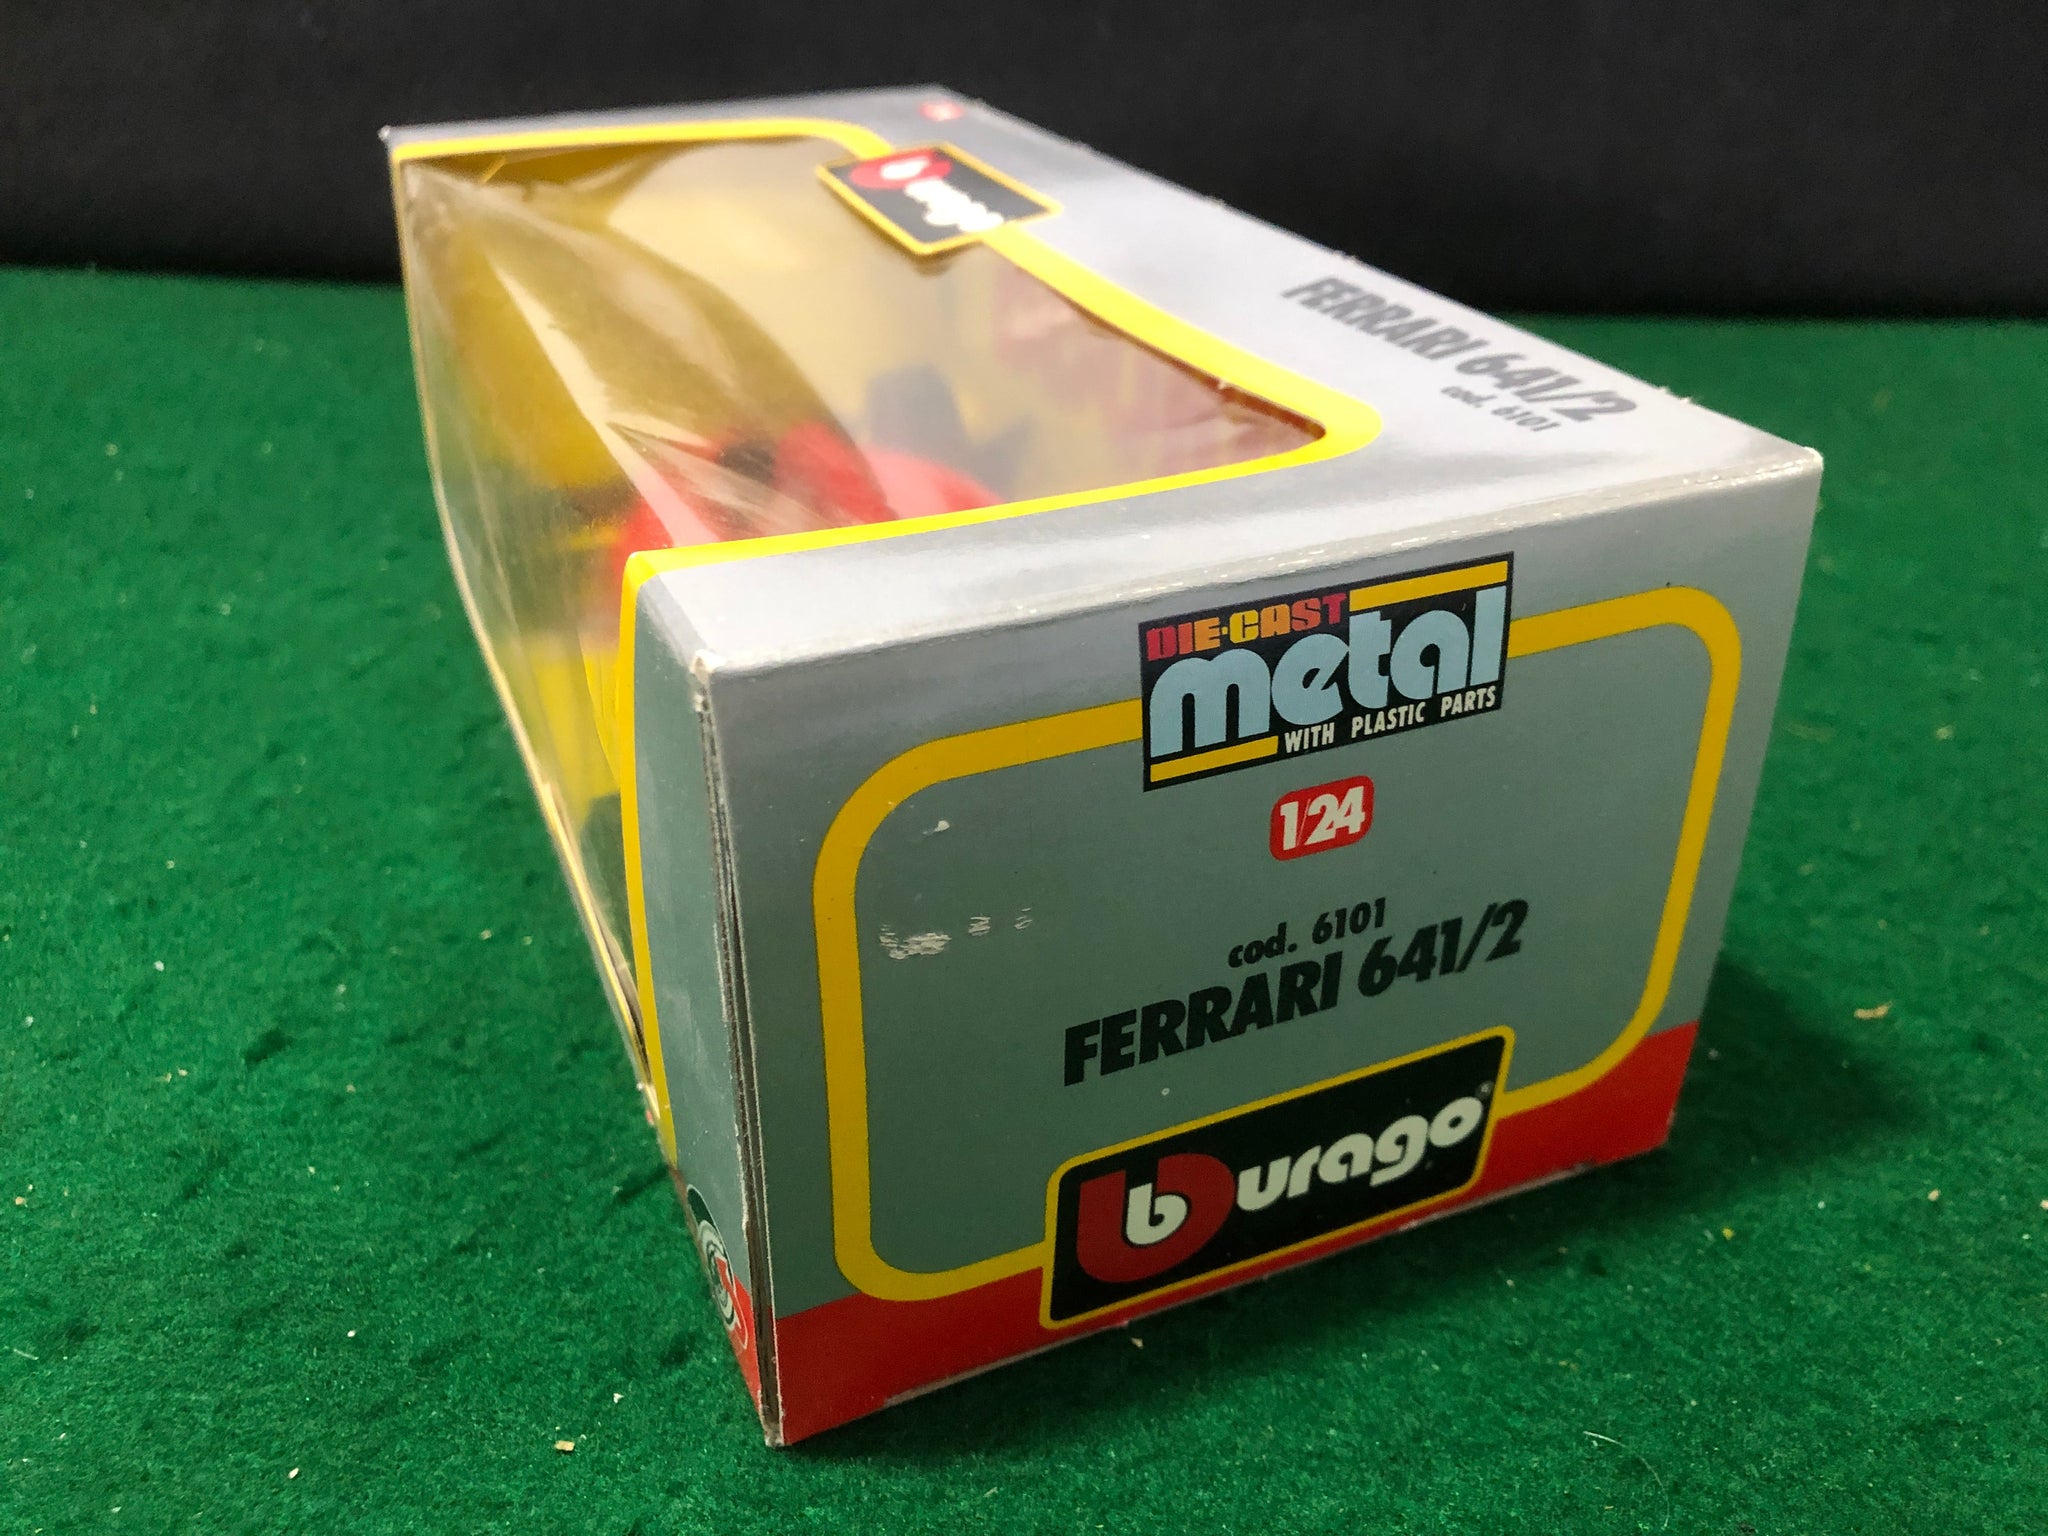 burago
FERRARI 641/2
cod. 6101
DIE-CAST
metal
WITH PLASTIC PARTS
1/24
cod. 6101
FERRARI 641/2
burago®